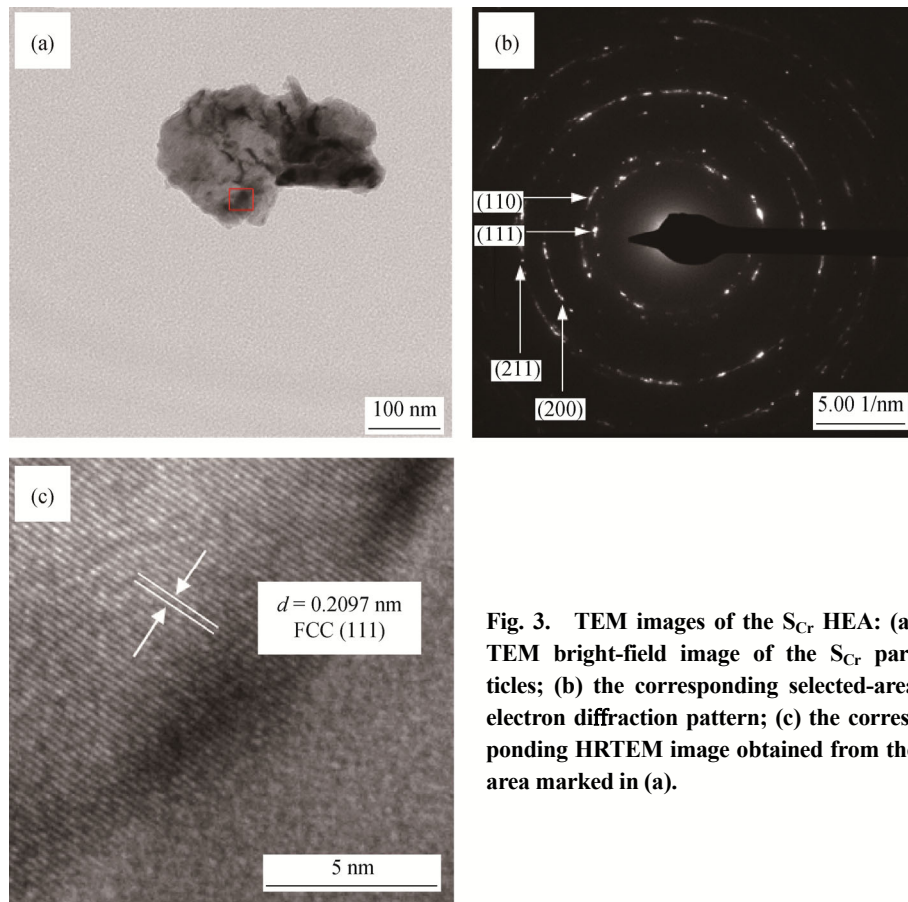 (a)
100 nm
(b)
(110)
(111)
(211)
(200)
5.00 1/nm
(c)
d = 0.2097 nm
FCC (111)
5 nm
Fig. 3. TEM images of the SCr HEA: (a
TEM bright-field image of the SCr par
ticles; (b) the corresponding selected-area
electron diffraction pattern; (c) the corres
ponding HRTEM image obtained from the
area marked in (a).